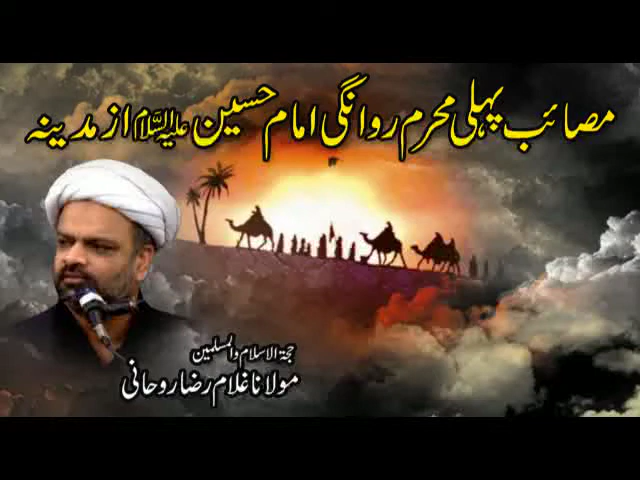 مصائب پہلی محرم روانگی امام حسین علیہ السلام از مدینہ
حجۃ الاسلام والمسلمین
مولانا غلام رضا روحانی